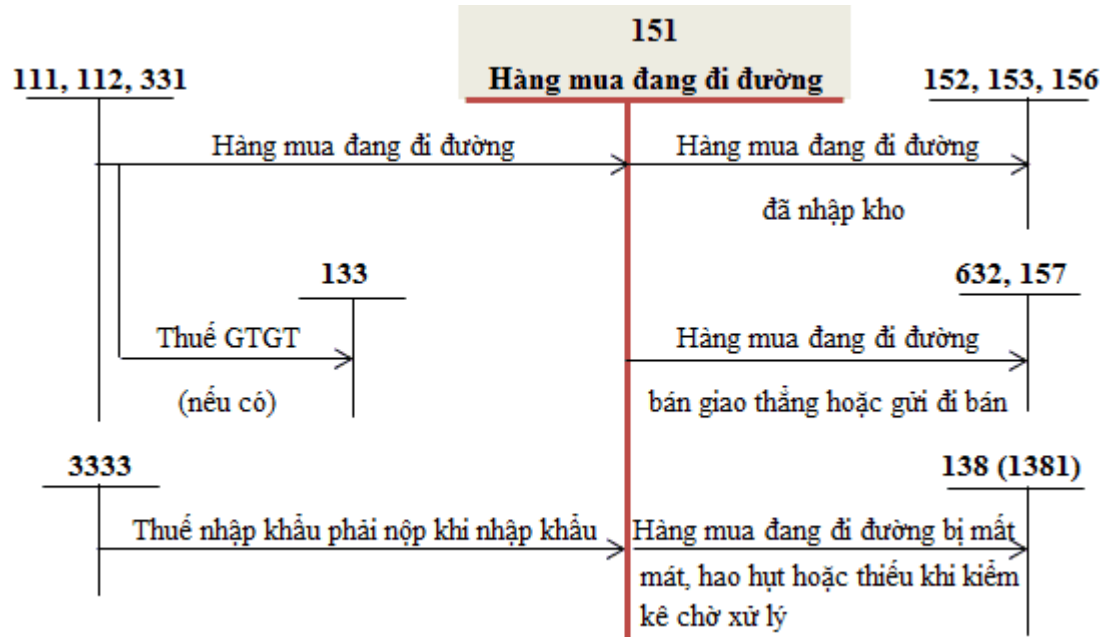 151
Hàng mua đang đi đường
111, 112, 331
152, 153, 156
Hàng mua đang đi đường
Hàng mua đang đi đường
đã nhập kho
133
632, 157
Thuế GTGT
(nếu có)
Hàng mua đang đi đường
bán giao thẳng hoặc gửi đi bán
3333
138 (1381)
Thuế nhập khẩu phải nộp khi nhập khẩu
Hàng mua đang đi đường bị mất
mát, hao hụt hoặc thiếu khi kiểm
kê chờ xử lý